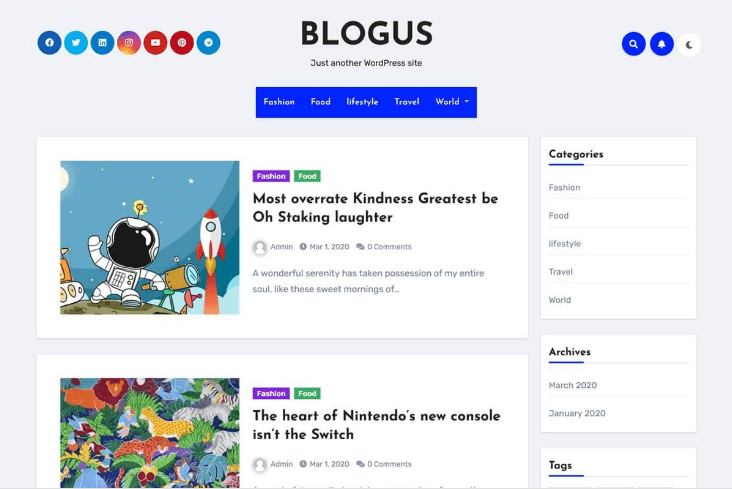 BLOGUS
Just another WordPress site
Fashion Food lifestyle Travel World
Fashion Food
Most overrate Kindness Greatest be
Oh Staking laughter
Admin Mar 1, 2020 0 Comments
A wonderful serenity has taken possession of my entire
soul, like these sweet mornings of…
Fashion Food
The heart of Nintendo’s new console
isn’t the Switch
Admin Mar 1, 2020 0 Comments
Categories
Fashion
Food
lifestyle
Travel
World
Archives
March 2020
January 2020
Tags